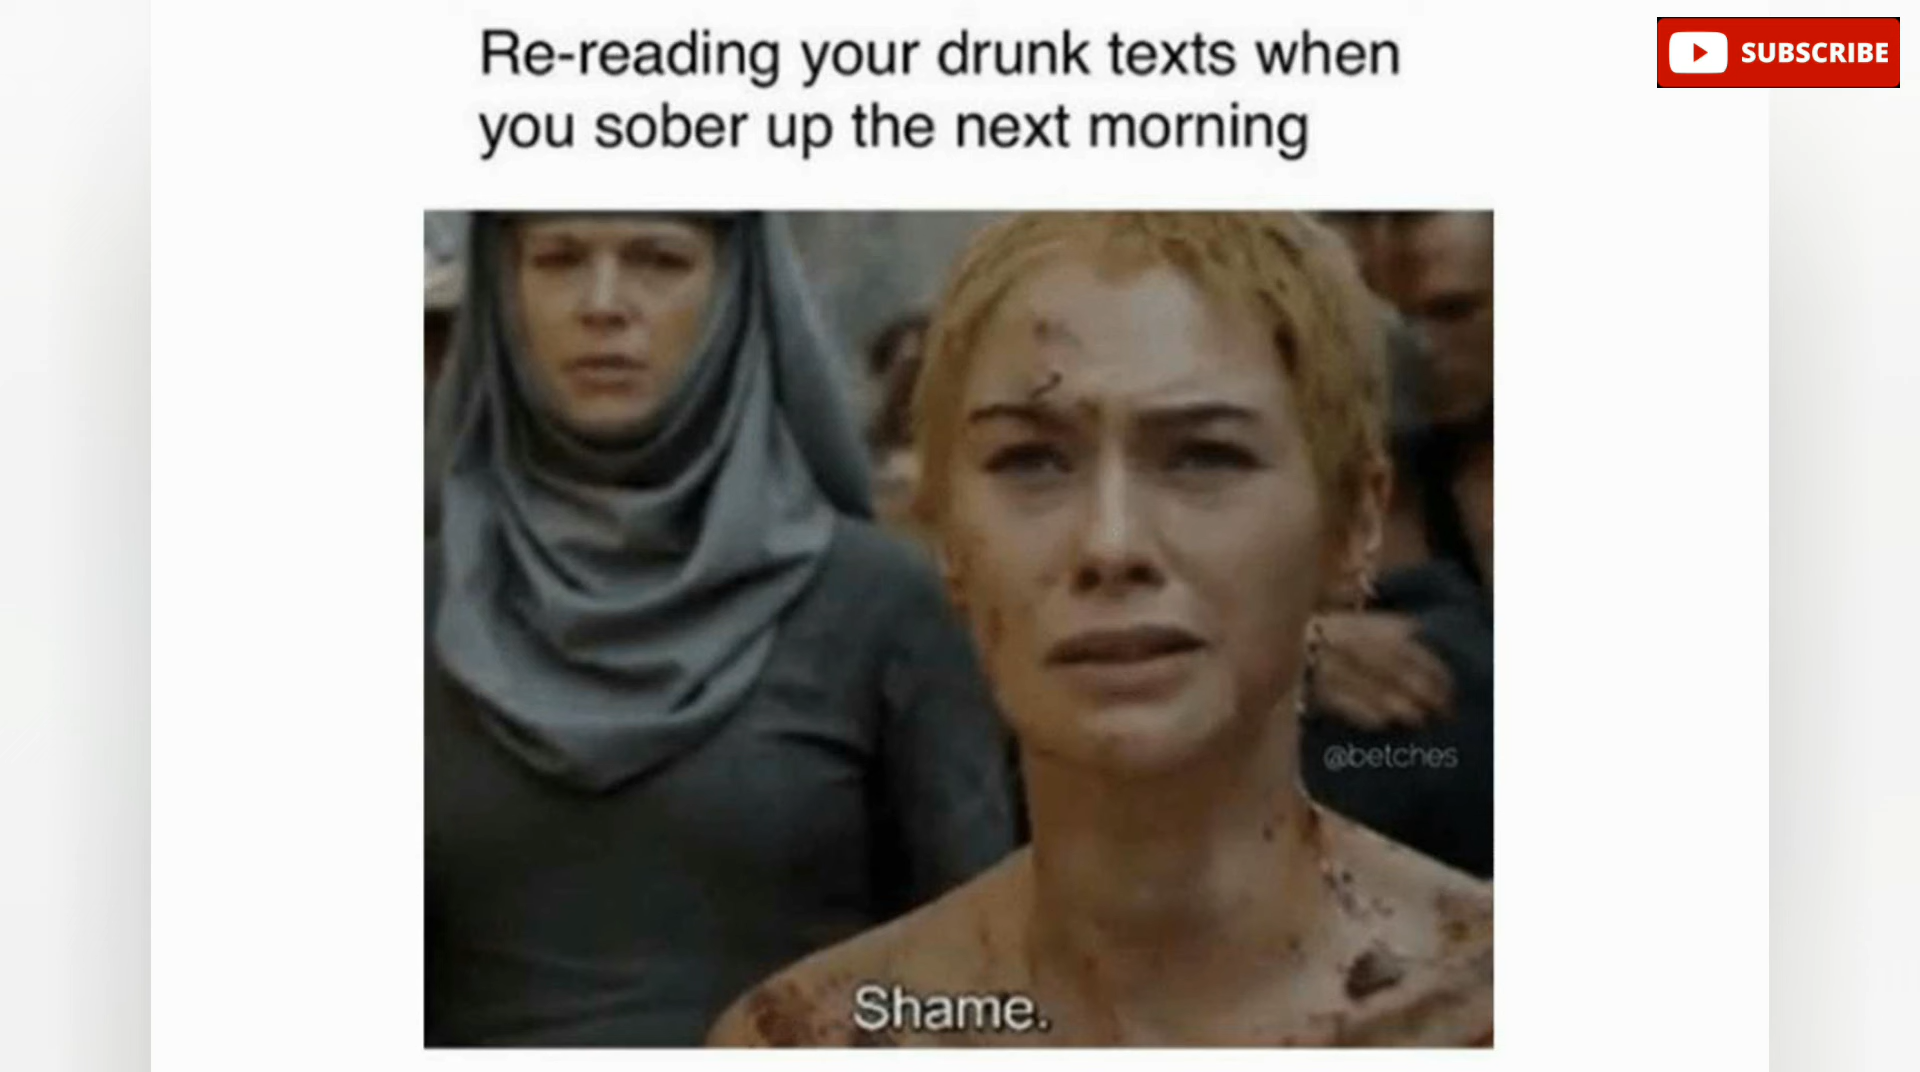 Re-reading your drunk texts when
you sober up the next morning
SUBSCRIBE
@betches
Shame.